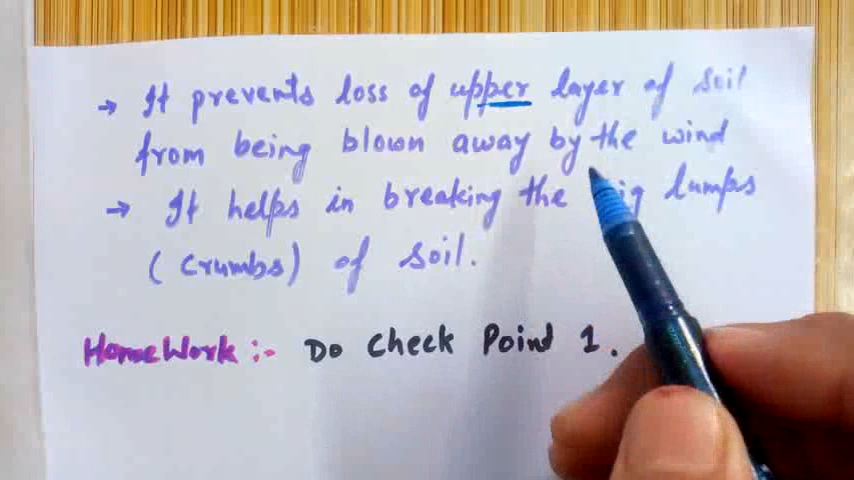 → It prevents loss of upper layer of soil
from being blown away by the wind
→ It helps in breaking the lumps
(crumbs) of soil.
HomeWork :- Do Check Point 1.